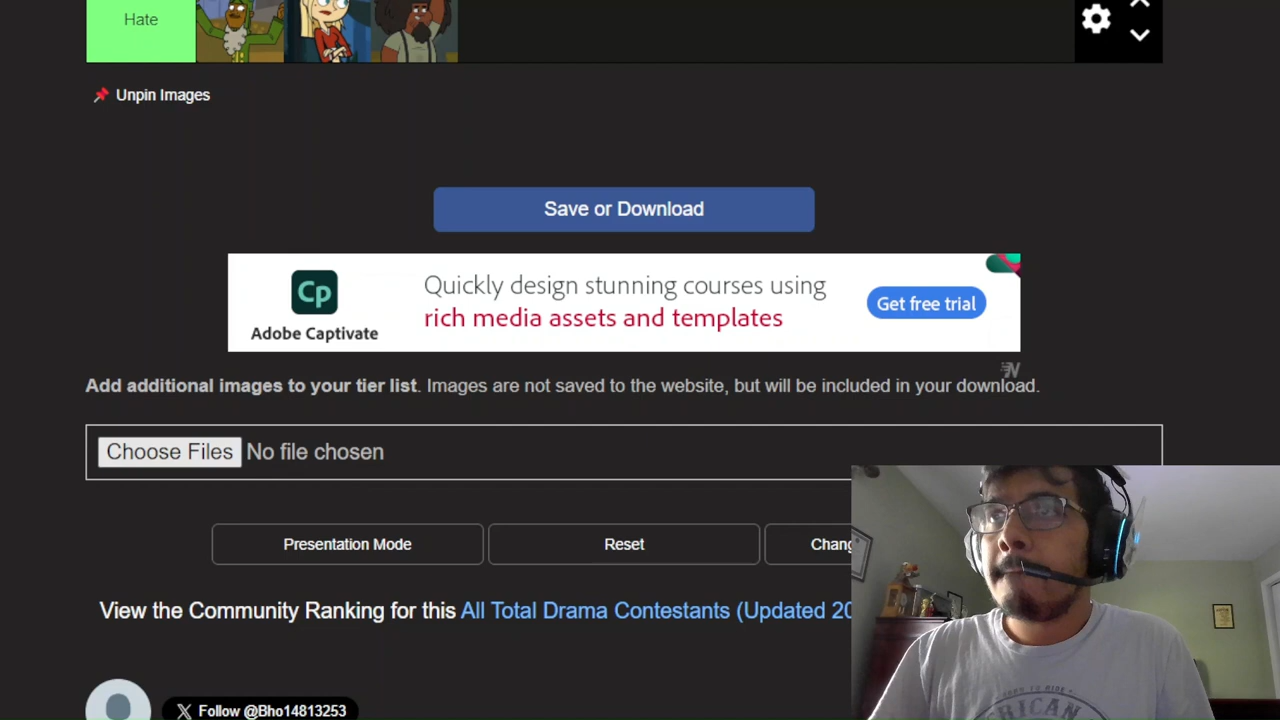 Hate
Unpin Images
Save or Download
Cp
Adobe Captivate
Quickly design stunning courses using
rich media assets and templates
Get free trial
Add additional images to your tier list. Images are not saved to the website, but will be included in your download.
Choose Files No file chosen
Presentation Mode
Reset
Chang
View the Community Ranking for this All Total Drama Contestants (Updated 20
X Follow @Bho14813253
RICAN